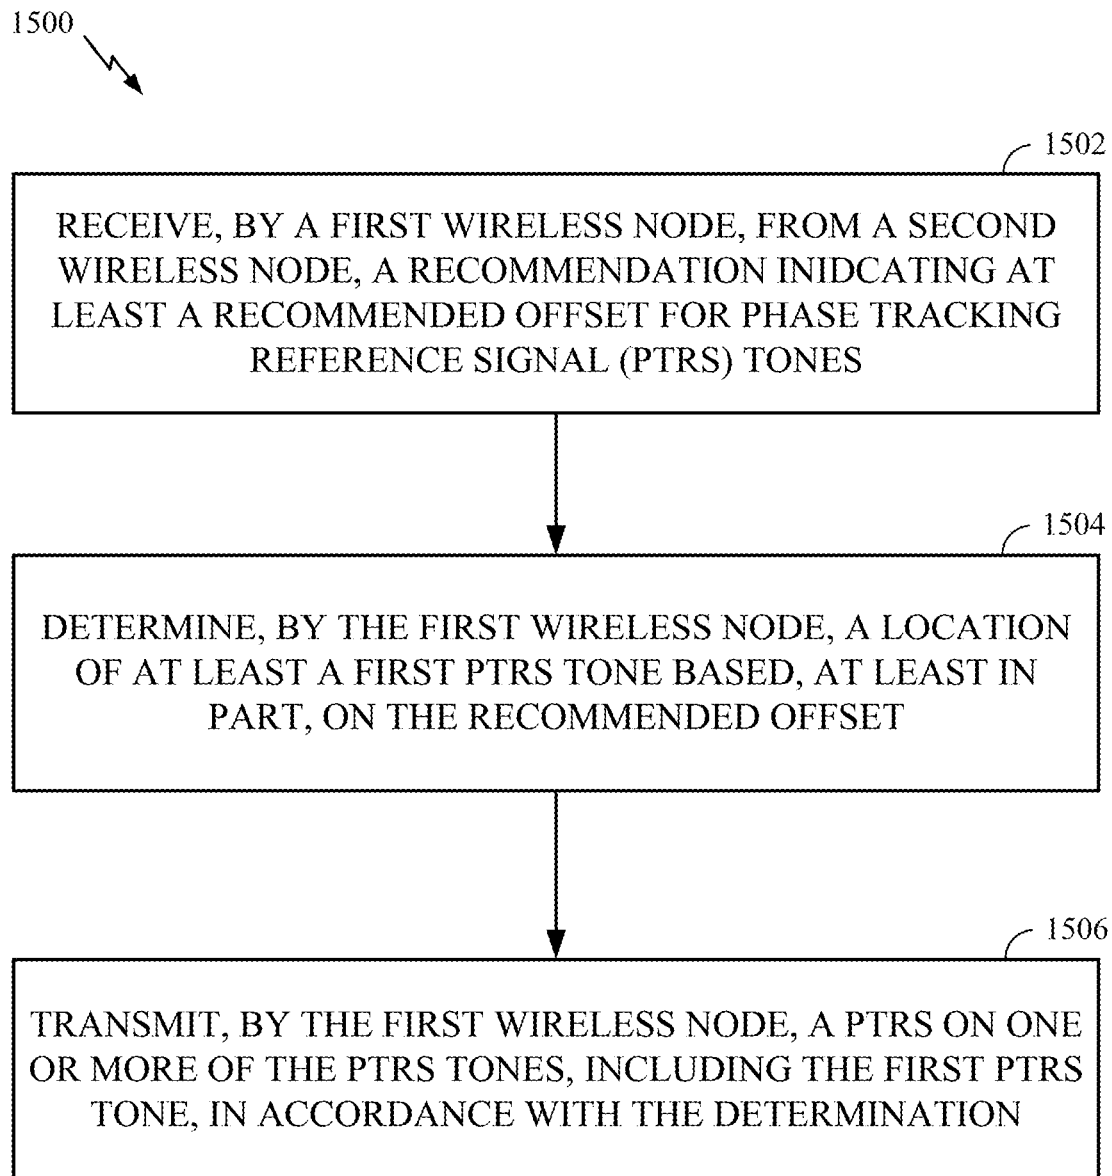 1500
1502
RECEIVE, BY A FIRST WIRELESS NODE, FROM A SECOND
WIRELESS NODE, A RECOMMENDATION INIDCATING AT
LEAST A RECOMMENDED OFFSET FOR PHASE TRACKING
REFERENCE SIGNAL (PTRS) TONES
1504
DETERMINE, BY THE FIRST WIRELESS NODE, A LOCATION
OF AT LEAST A FIRST PTRS TONE BASED, AT LEAST IN
PART, ON THE RECOMMENDED OFFSET
1506
TRANSMIT, BY THE FIRST WIRELESS NODE, A PTRS ON ONE
OR MORE OF THE PTRS TONES, INCLUDING THE FIRST PTRS
TONE, IN ACCORDANCE WITH THE DETERMINATION